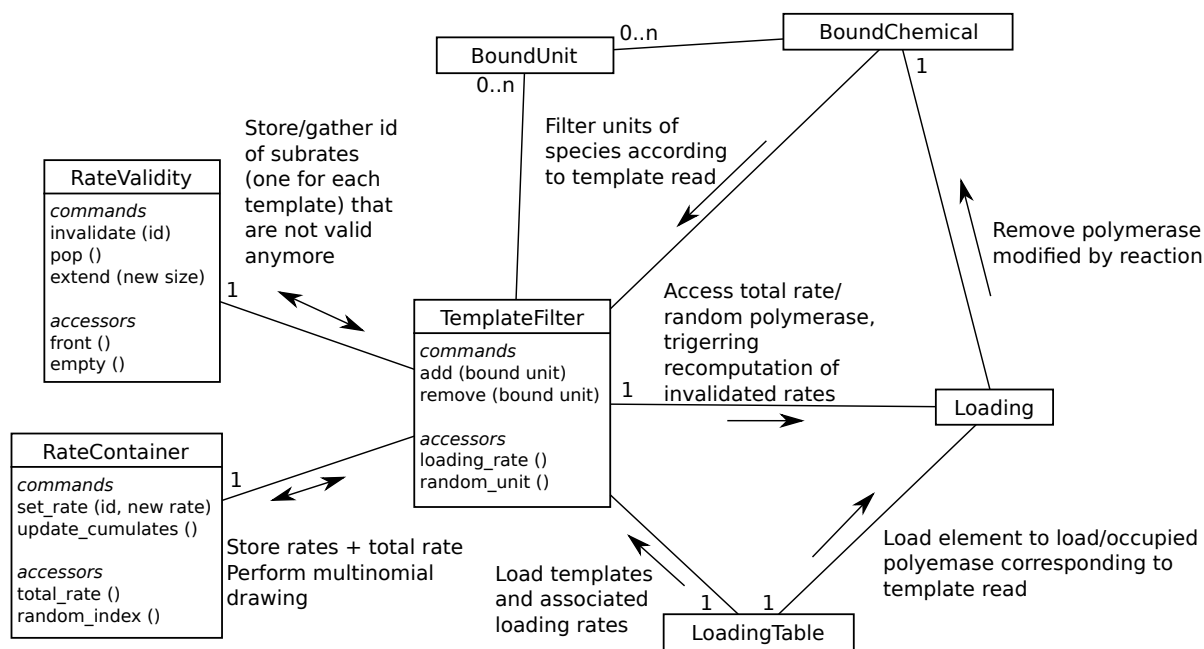 BoundUnit
0..n
0..n
BoundChemical
1
Store/gather id
of subrates
(one for each
template) that
are not valid
anymore
Filter units of
species according
to template read
RateValidity
commands
invalidate (id)
pop ()
extend (new size)
accessors
front ()
empty ()
1
Remove polymerase
modified by reaction
TemplateFilter
commands
add (bound unit)
remove (bound unit)
accessors
loading_rate ()
random_unit ()
Access total rate/
random polymerase,
trigerring
recomputation of
invalidated rates
1
Loading
RateContainer
commands
set_rate (id, new rate)
update_cumulates ()
accessors
total_rate ()
random_index ()
1
Store rates + total rate
Perform multinomial
drawing
Load templates
and associated
loading rates
1
1
LoadingTable
Load element to load/occupied
polyemase corresponding to
template read